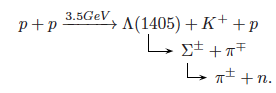 p + p 3.5GeV → Λ(1405) + K⁺ + p
↳ Σ± + π∓
↳ π± + n.